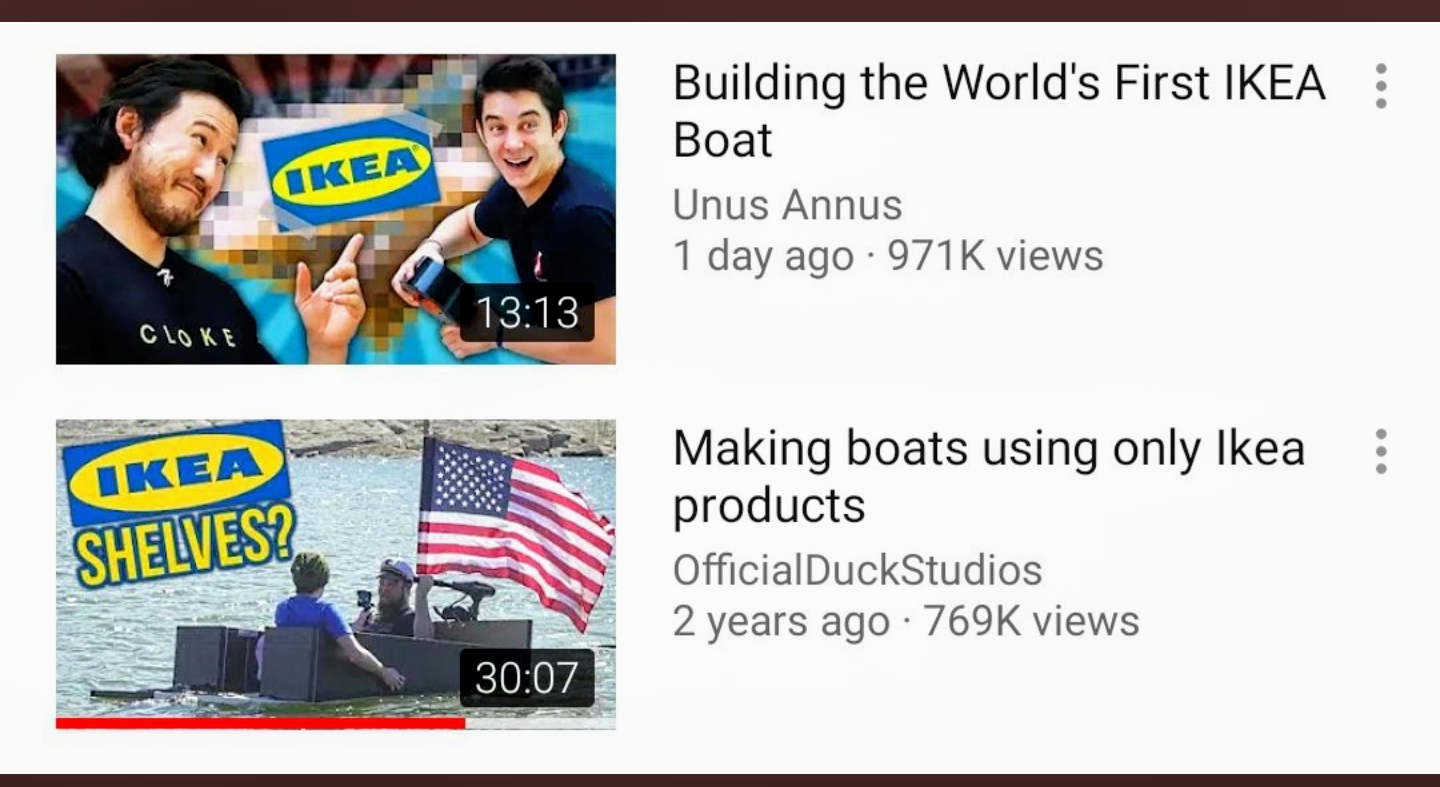 IKEA
CLOKE
13:13
Building the World's First IKEA
Boat
Unus Annus
1 day ago · 971K views
IKEA
SHELVES?
30:07
Making boats using only Ikea
products
OfficialDuckStudios
2 years ago · 769K views